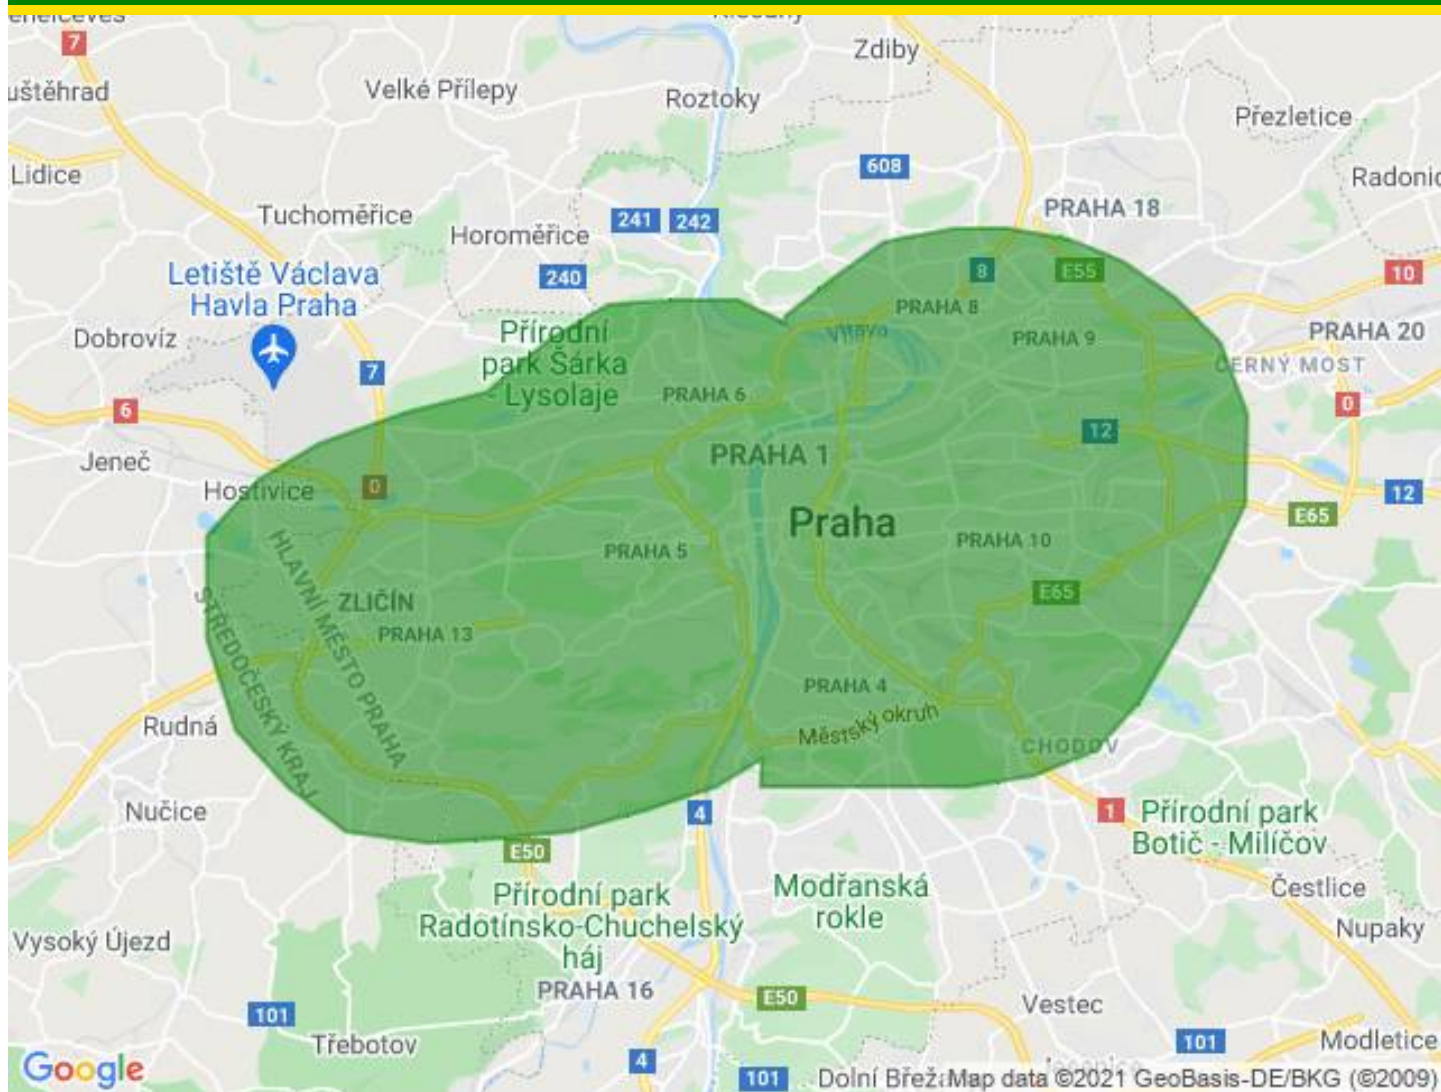 7
Zdiby
Velké Přílepy
Roztoky
Přezletice
608
Lidice
Tuchoměřice
241
242
PRAHA 18
Horoměřice
Letiště Václava
Havla Praha
240
8
E55
10
PRAHA 8
Dobrovíz
Přírodní
park Šárka
- Lysolaje
Vltava
PRAHA 9
PRAHA 20
7
ČERNÝ MOST
PRAHA 6
6
0
12
Jeneč
PRAHA 1
Hostivice
0
12
E65
Praha
PRAHA 5
PRAHA 10
HLAVNÍ MĚSTO PRAHA
STŘEDOČESKÝ KRAJ
ZLIČÍN
E65
PRAHA 13
PRAHA 4
Rudná
Městský okruh
CHODOV
Nučice
4
1
Přírodní park
Botič - Milíčov
E50
Modřanská
rokle
Čestlice
Přírodní park
Radotínsko-Chuchelský
háj
Nupaky
Vysoký Újezd
PRAHA 16
E50
Vestec
101
Třebotov
101
Modletice
Google
4
101
Dolní Břež
Map data ©2021 GeoBasis-DE/BKG (©2009)